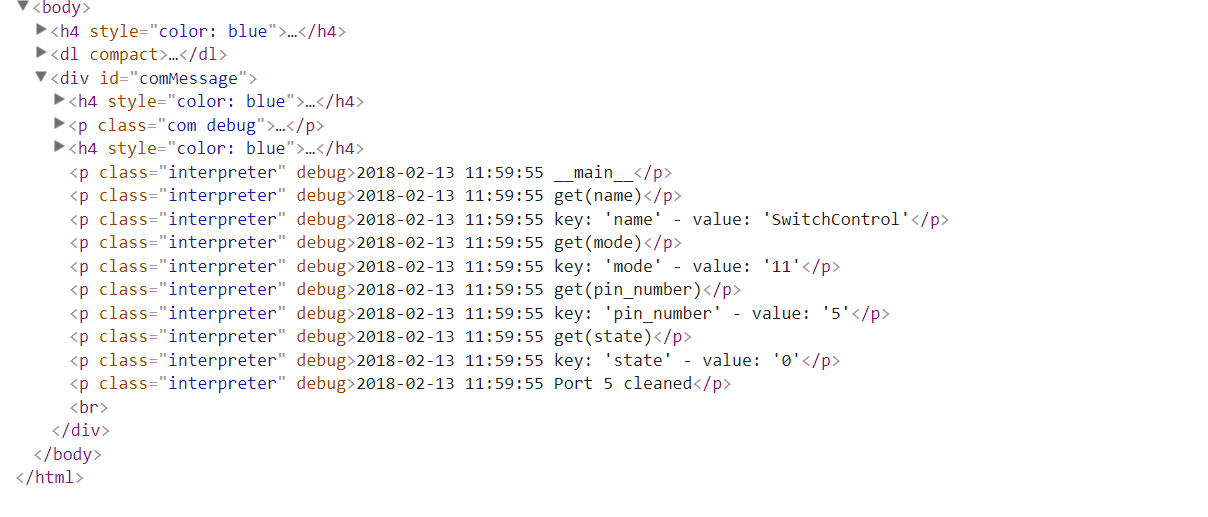 ▼<body>
▶<h4 style="color: blue">…</h4>
▶<dl compact>…</dl>
▼<div id="comMessage">
▶<h4 style="color: blue">…</h4>
▶<p class="com debug">…</p>
▶<h4 style="color: blue">…</h4>
<p class="interpreter" debug>2018-02-13 11:59:55 __main__</p>
<p class="interpreter" debug>2018-02-13 11:59:55 get(name)</p>
<p class="interpreter" debug>2018-02-13 11:59:55 key: 'name' - value: 'SwitchControl'</p>
<p class="interpreter" debug>2018-02-13 11:59:55 get(mode)</p>
<p class="interpreter" debug>2018-02-13 11:59:55 key: 'mode' - value: '11'</p>
<p class="interpreter" debug>2018-02-13 11:59:55 get(pin_number)</p>
<p class="interpreter" debug>2018-02-13 11:59:55 key: 'pin_number' - value: '5'</p>
<p class="interpreter" debug>2018-02-13 11:59:55 get(state)</p>
<p class="interpreter" debug>2018-02-13 11:59:55 key: 'state' - value: '0'</p>
<p class="interpreter" debug>2018-02-13 11:59:55 Port 5 cleaned</p>
<br>
</div>
</body>
</html>